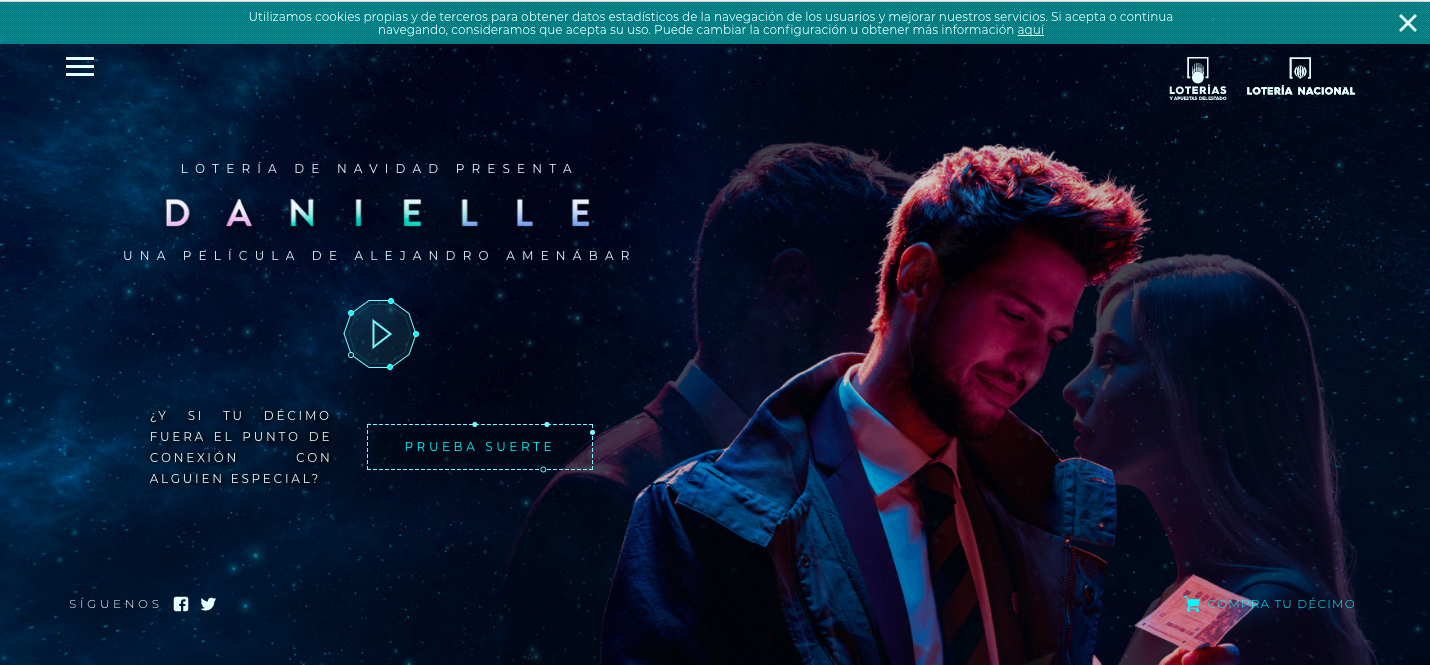 Utilizamos cookies propias y de terceros para obtener datos estadísticos de la navegación de los usuarios y mejorar nuestros servicios. Si acepta o continua
navegando, consideramos que acepta su uso. Puede cambiar la configuración u obtener más información aquí
LOTERÍAS
Y APUESTAS DEL ESTADO
LOTERÍA NACIONAL
LOTERÍA DE NAVIDAD PRESENTA
DANIELLE
UNA PELÍCULA DE ALEJANDRO AMENÁBAR
¿Y SI TU DÉCIMO
FUERA EL PUNTO DE
CONEXIÓN CON
ALGUIEN ESPECIAL?
PRUEBA SUERTE
SÍGUENOS
COMPRA TU DÉCIMO